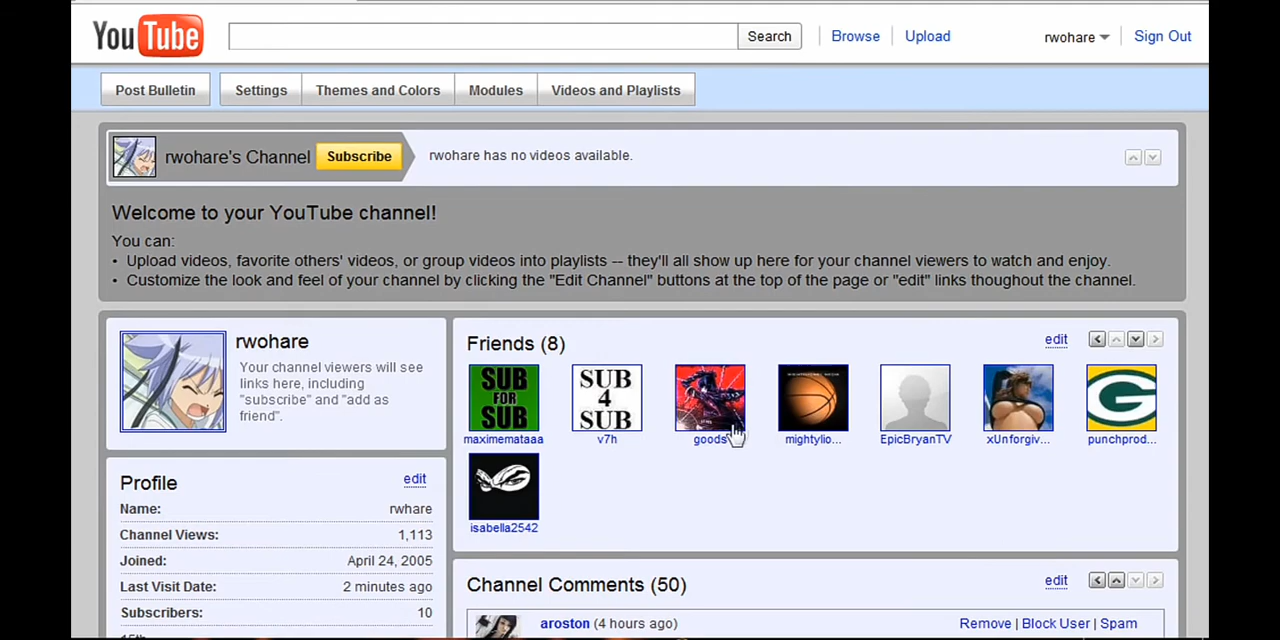 YouTube
Search
Browse
Upload
rwohare
Sign Out
Post Bulletin
Settings
Themes and Colors
Modules
Videos and Playlists
rwohare's Channel
Subscribe
rwohare has no videos available.
Welcome to your YouTube channel!
You can:
• Upload videos, favorite others' videos, or group videos into playlists -- they'll all show up here for your channel viewers to watch and enjoy.
• Customize the look and feel of your channel by clicking the "Edit Channel" buttons at the top of the page or "edit" links thoughout the channel.
rwohare
Your channel viewers will see
links here, including
"subscribe" and "add as
friend".
Friends (8)
edit
SUB
FOR
SUB
SUB
4
SUB
G
maximemataaa
v7h
goods
mightylio...
EpicBryanTV
xUnforgiv...
punchprod...
isabella2542
Profile
edit
Name: rwhare
Channel Views: 1,113
Joined: April 24, 2005
Last Visit Date: 2 minutes ago
Subscribers: 10
Channel Comments (50)
edit
aroston (4 hours ago)
Remove | Block User | Spam